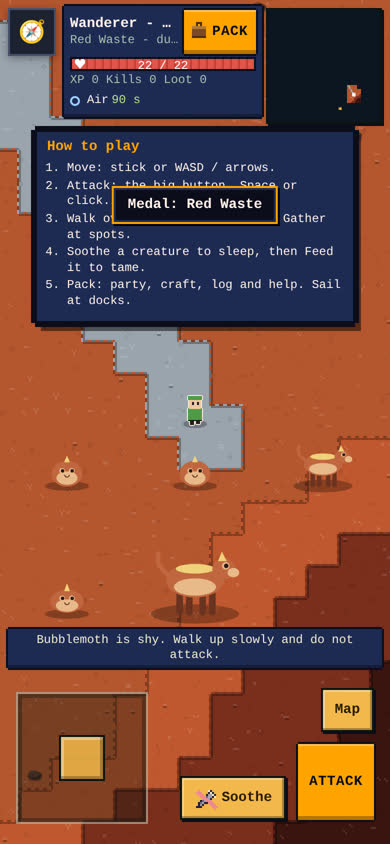 Wanderer - …
Red Waste - du…
PACK
22 / 22
XP 0 Kills 0 Loot 0
Air 90 s
How to play
1. Move: stick or WASD / arrows.
2. Attack: the big button, Space or
click.
Medal: Red Waste
3. Walk Gather
at spots.
4. Soothe a creature to sleep, then Feed
it to tame.
5. Pack: party, craft, log and help. Sail
at docks.
Bubblemoth is shy. Walk up slowly and do not
attack.
Map
ATTACK
Soothe